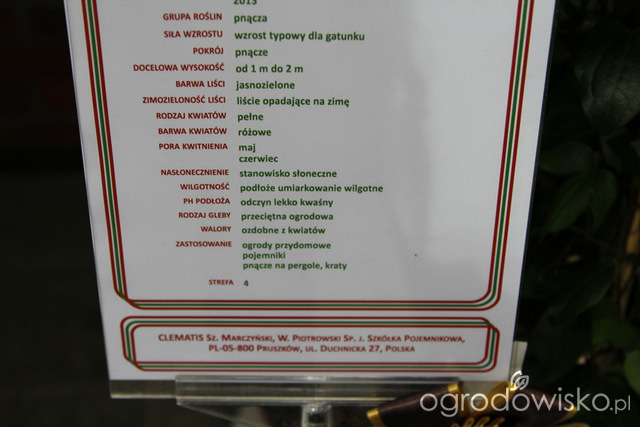 2013
GRUPA ROŚLIN pnącza
SIŁA WZROSTU wzrost typowy dla gatunku
POKRÓJ pnącze
DOCELOWA WYSOKOŚĆ od 1 m do 2 m
BARWA LIŚCI jasnozielone
ZIMOZIELONOŚĆ LIŚCI liście opadające na zimę
RODZAJ KWIATÓW pełne
BARWA KWIATÓW różowe
PORA KWITNIENIA maj
czerwiec
NASŁONECZNIENIE stanowisko słoneczne
WILGOTNOŚĆ podłoże umiarkowanie wilgotne
PH PODŁOŻA odczyn lekko kwaśny
RODZAJ GLEBY przeciętna ogrodowa
WALORY ozdobne z kwiatów
ZASTOSOWANIE ogrody przydomowe
pojemniki
pnącze na pergole, kraty
STREFA 4
CLEMATIS SZ. MARCZYŃSKI, W. PIOTROWSKI SP. J. SZKÓŁKA POJEMNIKOWA,
PL-05-800 PRUSZKÓW, UL. DUCHNICKA 27, POLSKA
ogrodowisko.pl